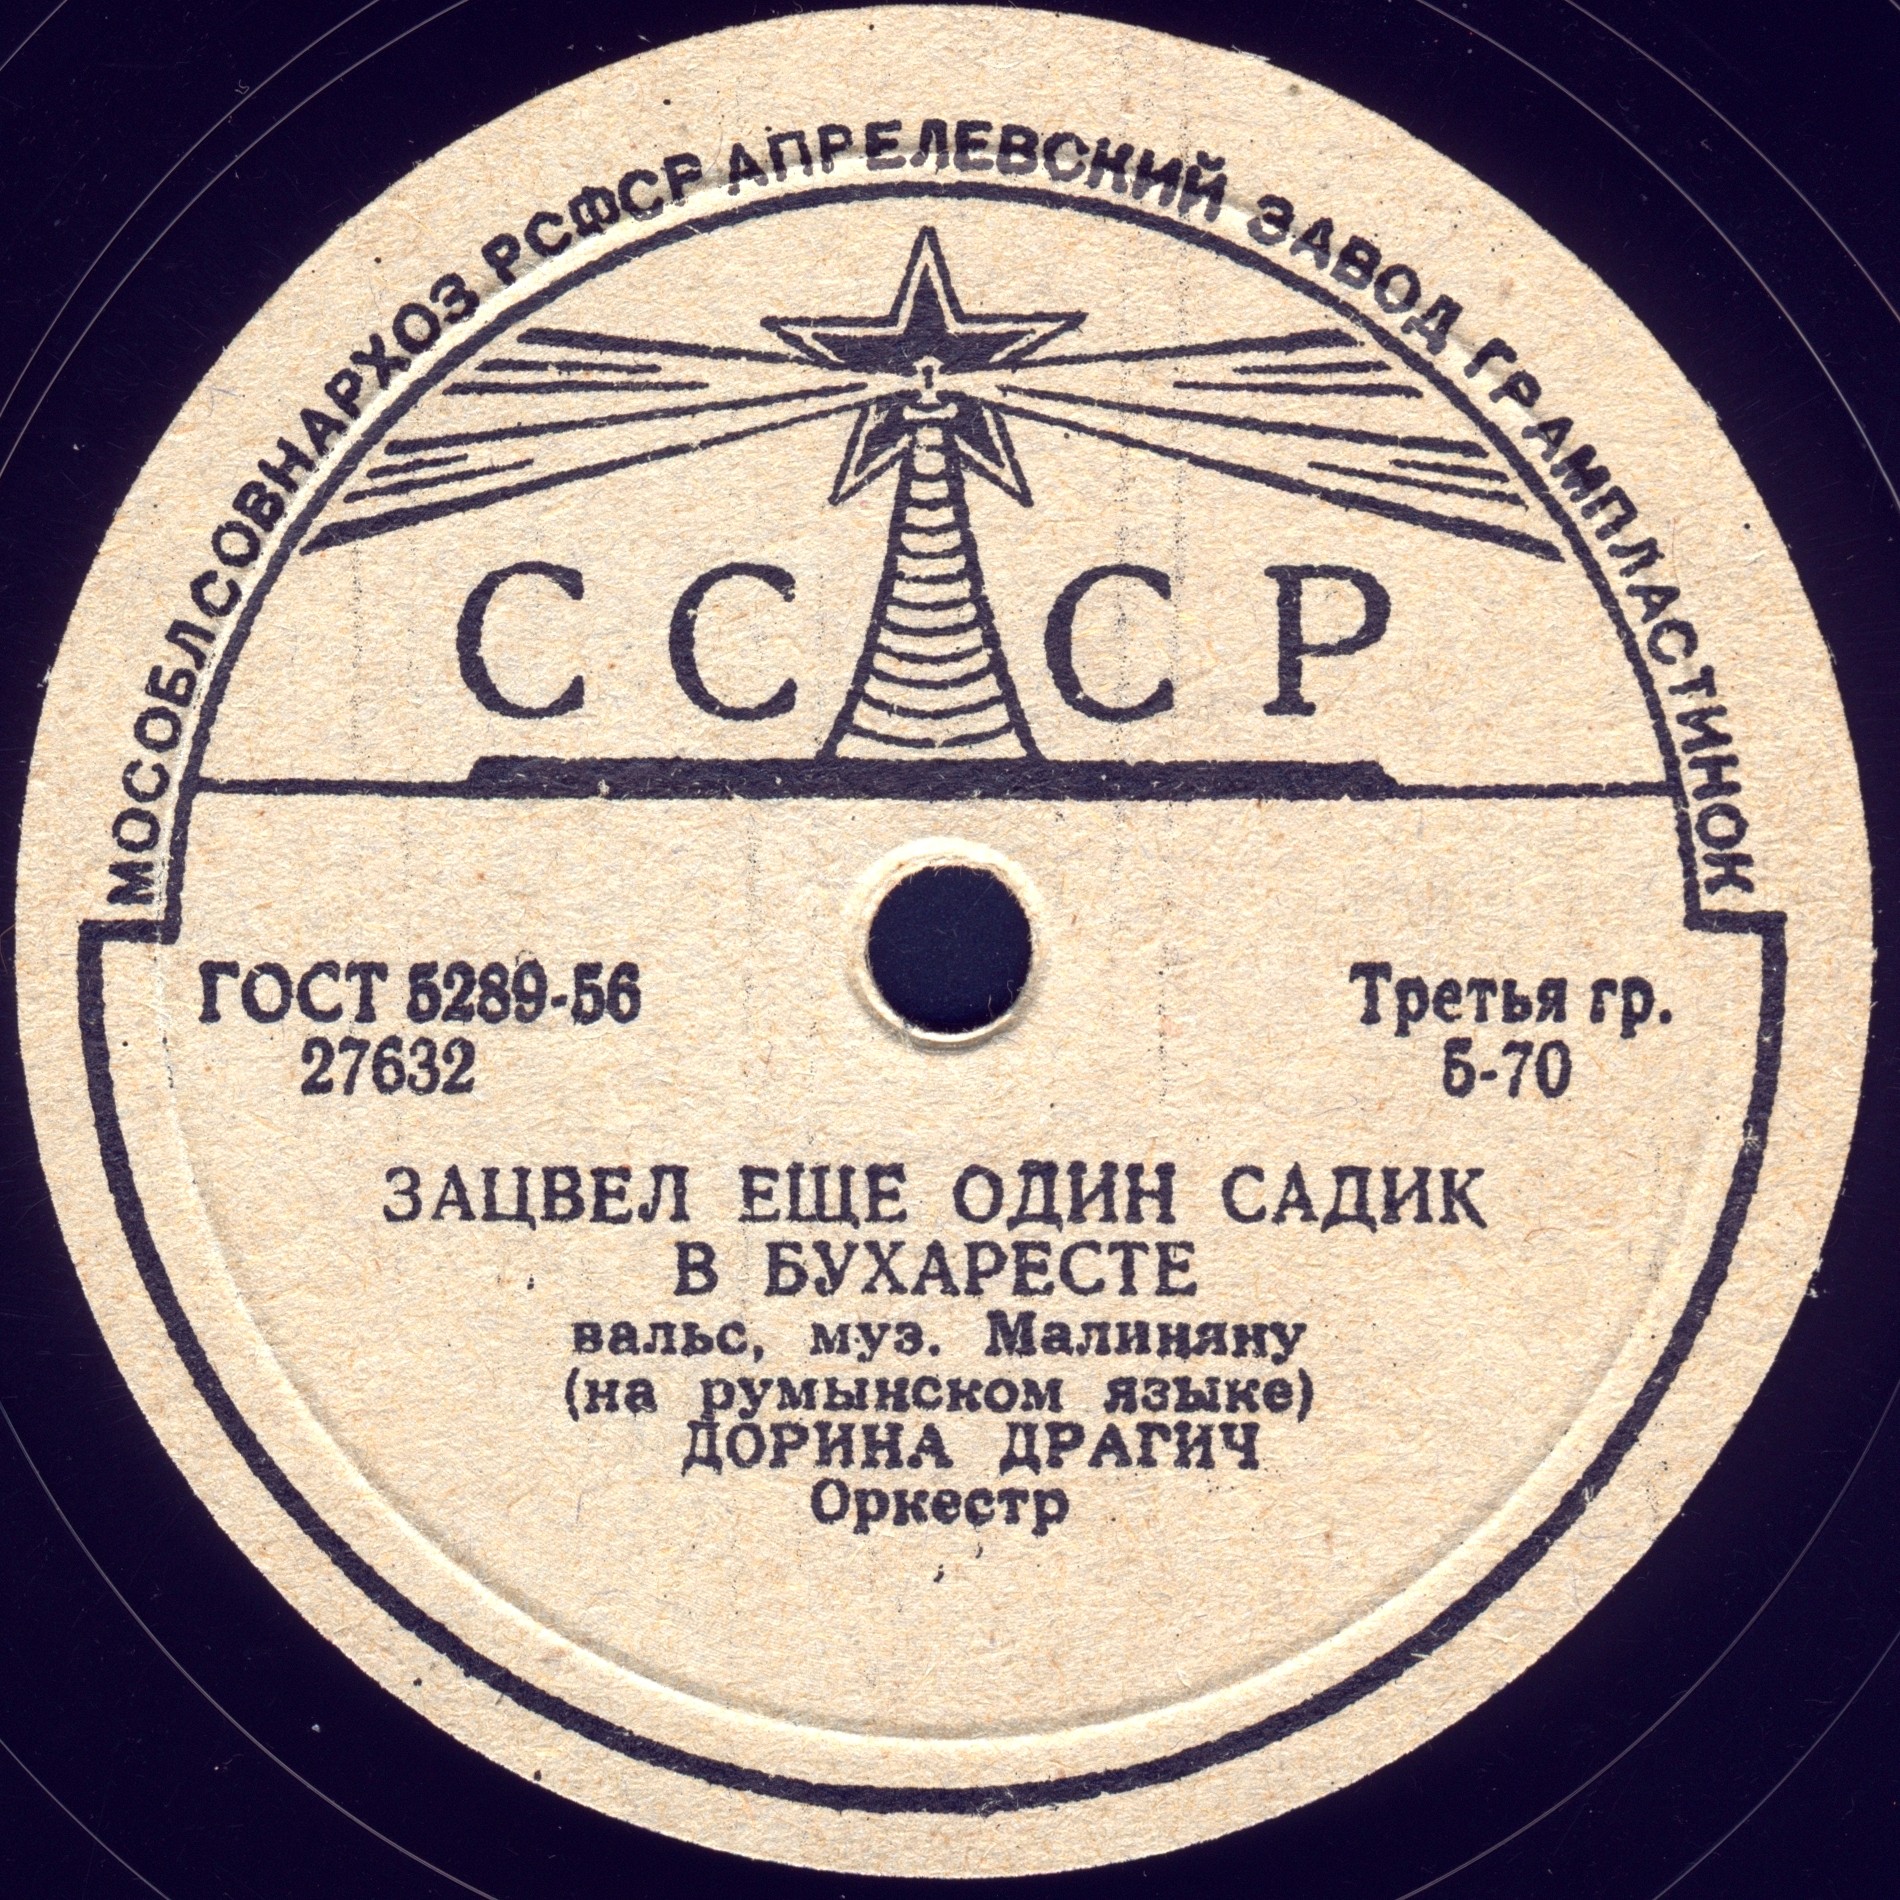 МОСОБЛСОВНАРХОЗ РСФСР АПРЕЛЕВСКИЙ ЗАВОД ГРАМПЛАСТИНОК
СССР
ГОСТ 5289-56
27632
Третья гр.
Б-70
ЗАЦВЕЛ ЕЩЕ ОДИН САДИК
В БУХАРЕСТЕ
вальс, муз. Малиняну
(на румынском языке)
ДОРИНА ДРАГИЧ
Оркестр